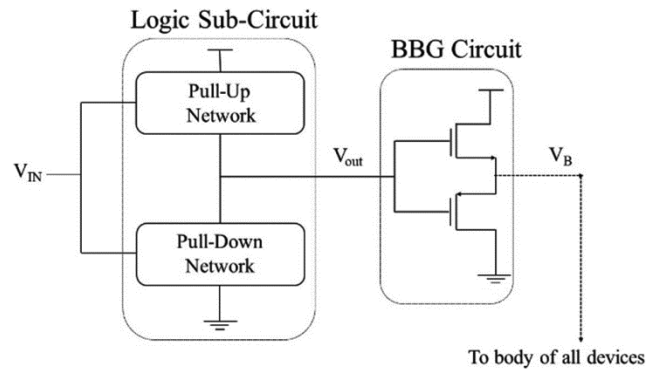 Logic Sub-Circuit
BBG Circuit
Pull-Up
Network
V_IN
V_out
V_B
Pull-Down
Network
To body of all devices